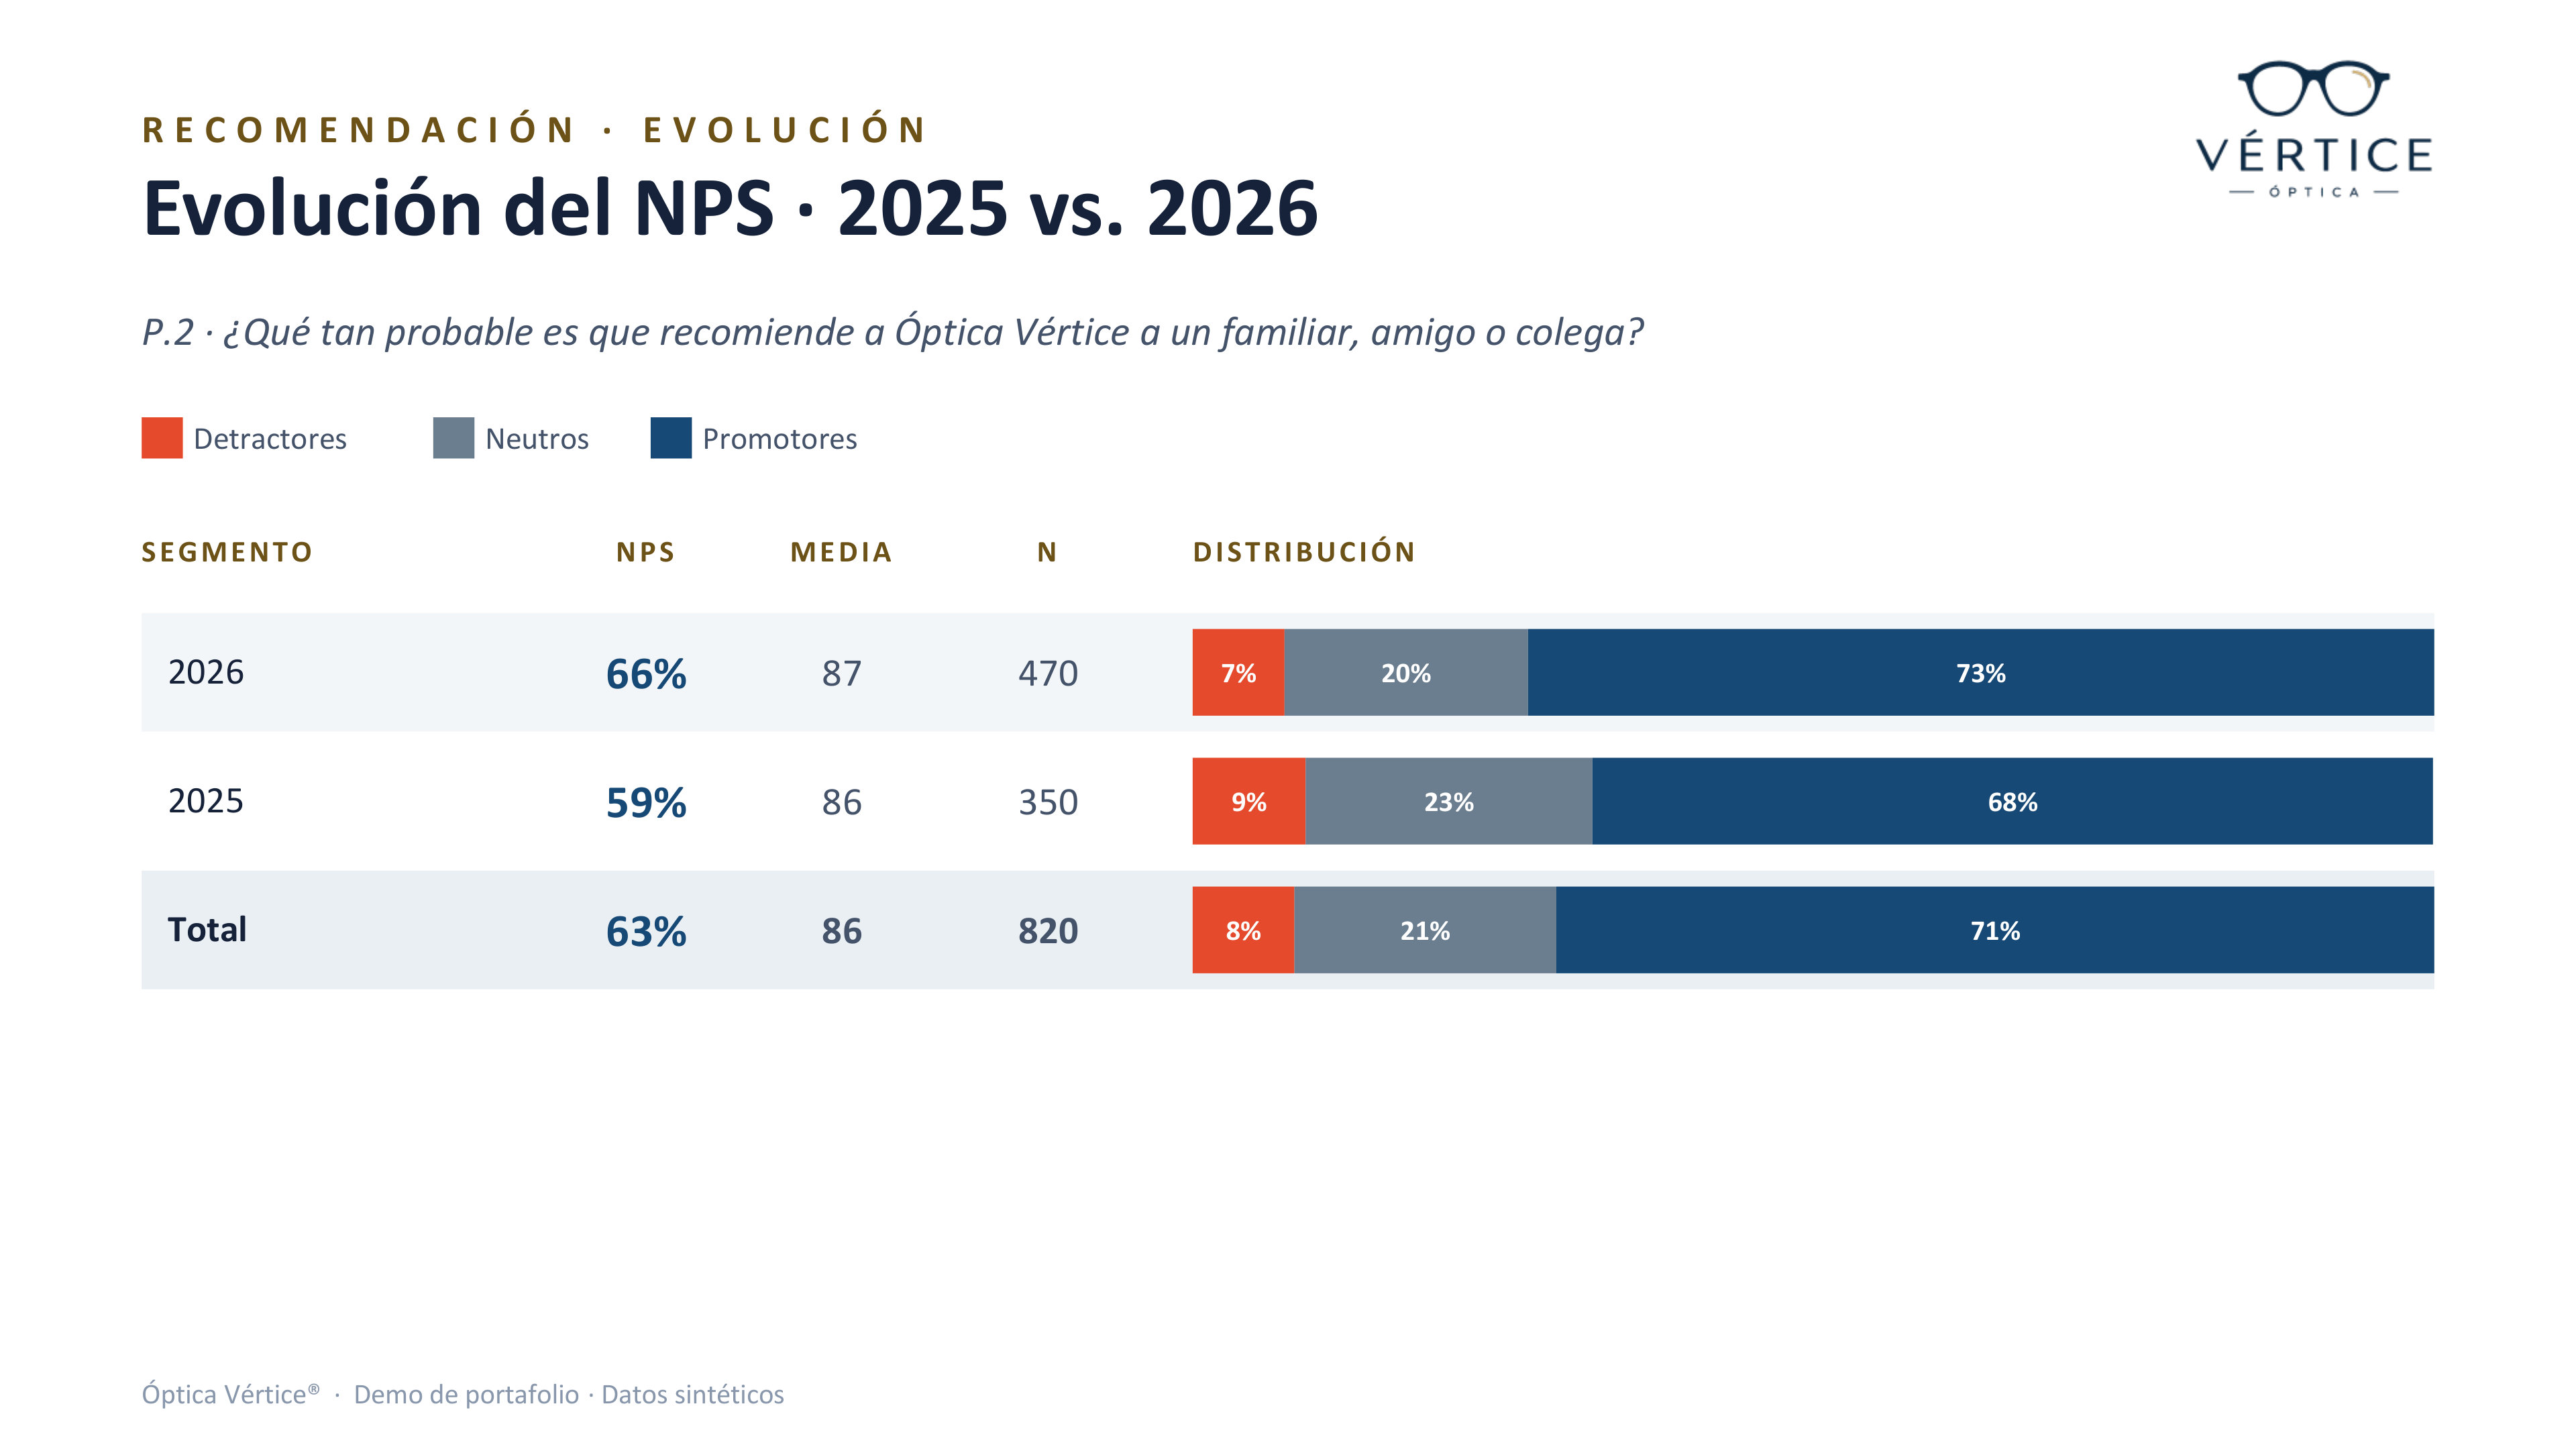 RECOMENDACIÓN · EVOLUCIÓN
Evolución del NPS · 2025 vs. 2026
VÉRTICE
ÓPTICA
P.2 · ¿Qué tan probable es que recomiende a Óptica Vértice a un familiar, amigo o colega?
Detractores Neutros Promotores
SEGMENTO NPS MEDIA N DISTRIBUCIÓN
2026 66% 87 470 7% 20% 73%
2025 59% 86 350 9% 23% 68%
Total 63% 86 820 8% 21% 71%
Óptica Vértice® · Demo de portafolio · Datos sintéticos